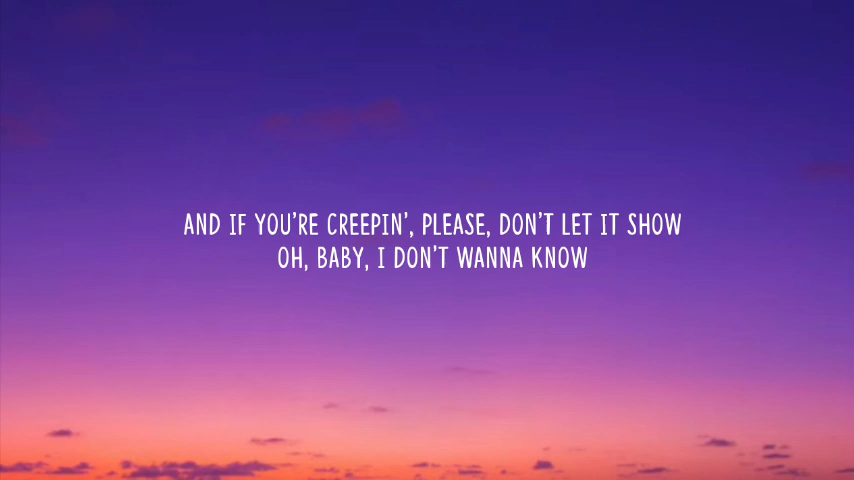 AND IF YOU'RE CREEPIN', PLEASE, DON'T LET IT SHOW
OH, BABY, I DON'T WANNA KNOW